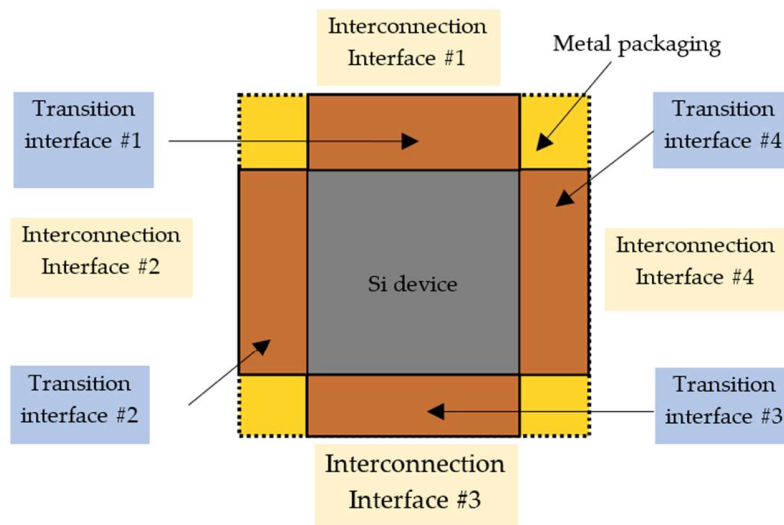 Interconnection
Interface #1
Metal packaging
Transition
interface #1
Transition
interface #4
Interconnection
Interface #2
Si device
Interconnection
Interface #4
Transition
interface #2
Transition
interface #3
Interconnection
Interface #3